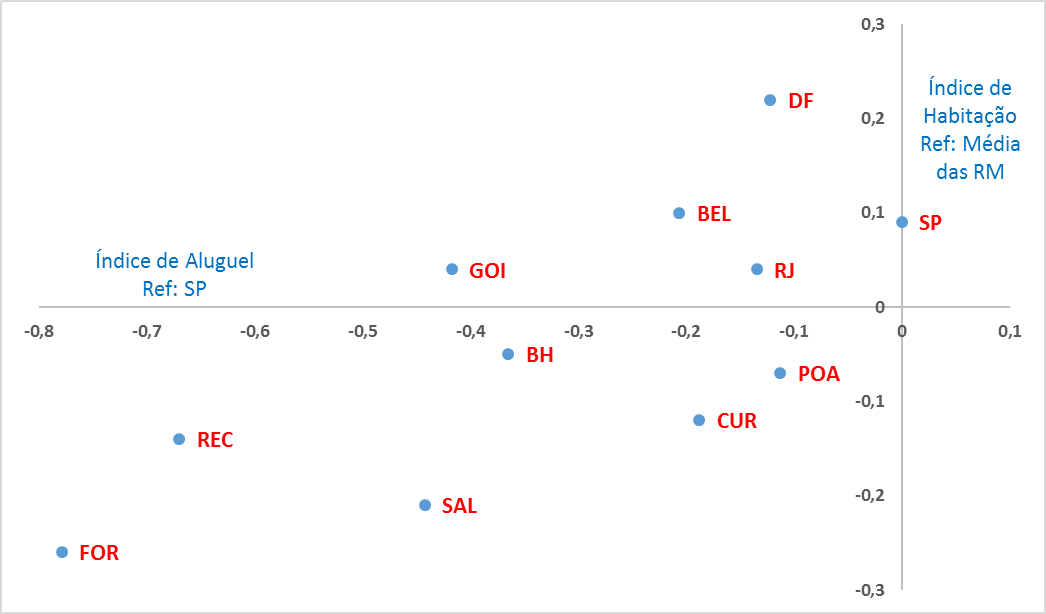 0,3
Índice de
Habitação
Ref: Média
das RM
DF
0,2
BEL
0,1
SP
Índice de Aluguel
Ref: SP
GOI
RJ
0
-0,8 -0,7 -0,6 -0,5 -0,4 -0,3 -0,2 -0,1 0 0,1
BH
POA
-0,1
CUR
REC
-0,2
SAL
FOR
-0,3